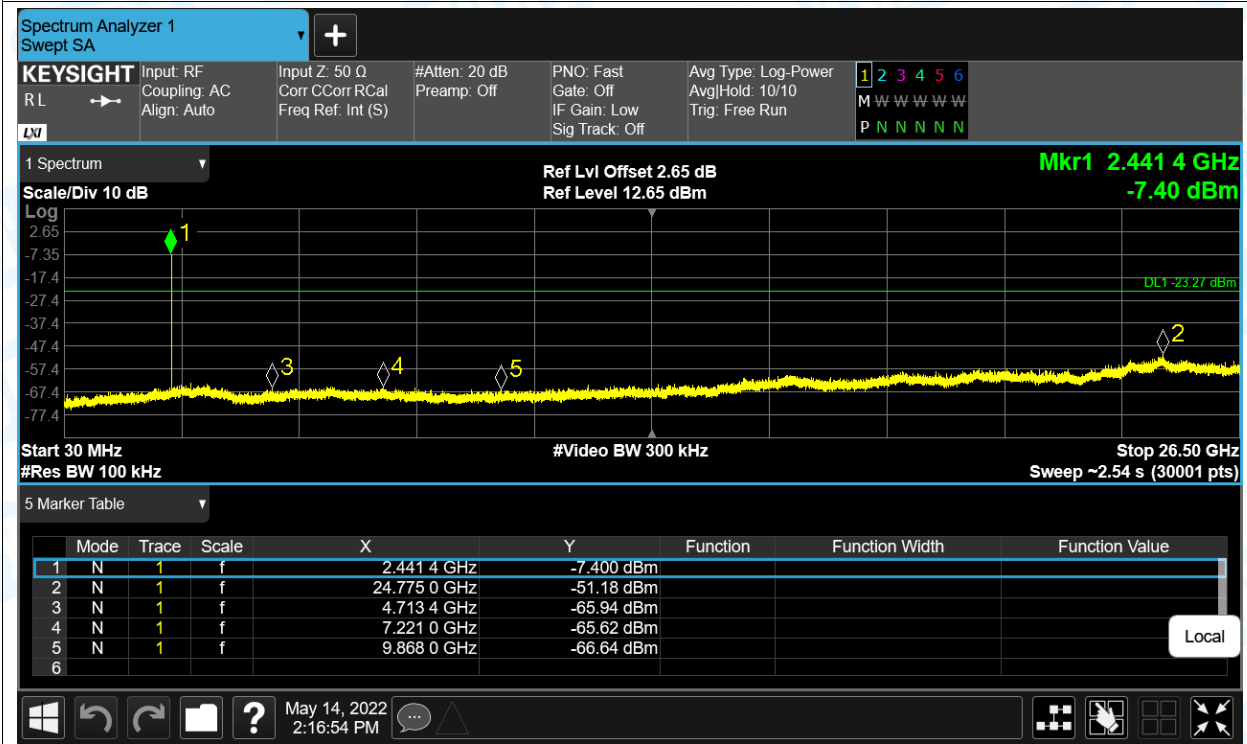 Spectrum Analyzer 1
Swept SA
+
KEYSIGHT
R L
LXI
Input: RF
Coupling: AC
Align: Auto
Input Z: 50 Ω
Corr CCorr RCal
Freq Ref: Int (S)
#Atten: 20 dB
Preamp: Off
PNO: Fast
Gate: Off
IF Gain: Low
Sig Track: Off
Avg Type: Log-Power
Avg|Hold: 10/10
Trig: Free Run
1 2 3 4 5 6
M W W W W W
P N N N N N
1 Spectrum
Scale/Div 10 dB
Ref Lvl Offset 2.65 dB
Ref Level 12.65 dBm
Mkr1 2.441 4 GHz
-7.40 dBm
Log
2.65
-7.35
-17.4
-27.4
-37.4
-47.4
-57.4
-67.4
-77.4
1
DL1 -23.27 dBm
2
3
4
5
Start 30 MHz
#Res BW 100 kHz
#Video BW 300 kHz
Stop 26.50 GHz
Sweep ~2.54 s (30001 pts)
5 Marker Table
Mode Trace Scale X Y Function Function Width Function Value
1 N 1 f 2.441 4 GHz -7.400 dBm
2 N 1 f 24.775 0 GHz -51.18 dBm
3 N 1 f 4.713 4 GHz -65.94 dBm
4 N 1 f 7.221 0 GHz -65.62 dBm
5 N 1 f 9.868 0 GHz -66.64 dBm
6
Local
?
May 14, 2022
2:16:54 PM